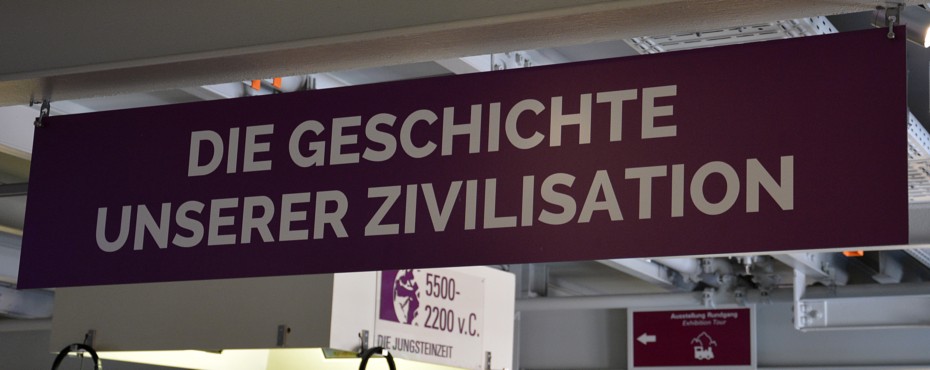 DIE GESCHICHTE
UNSERER ZIVILISATION
5500-
2200 v.C.
DIE JUNGSTEINZEIT
Ausstellung Rundgang
Exhibition Tour